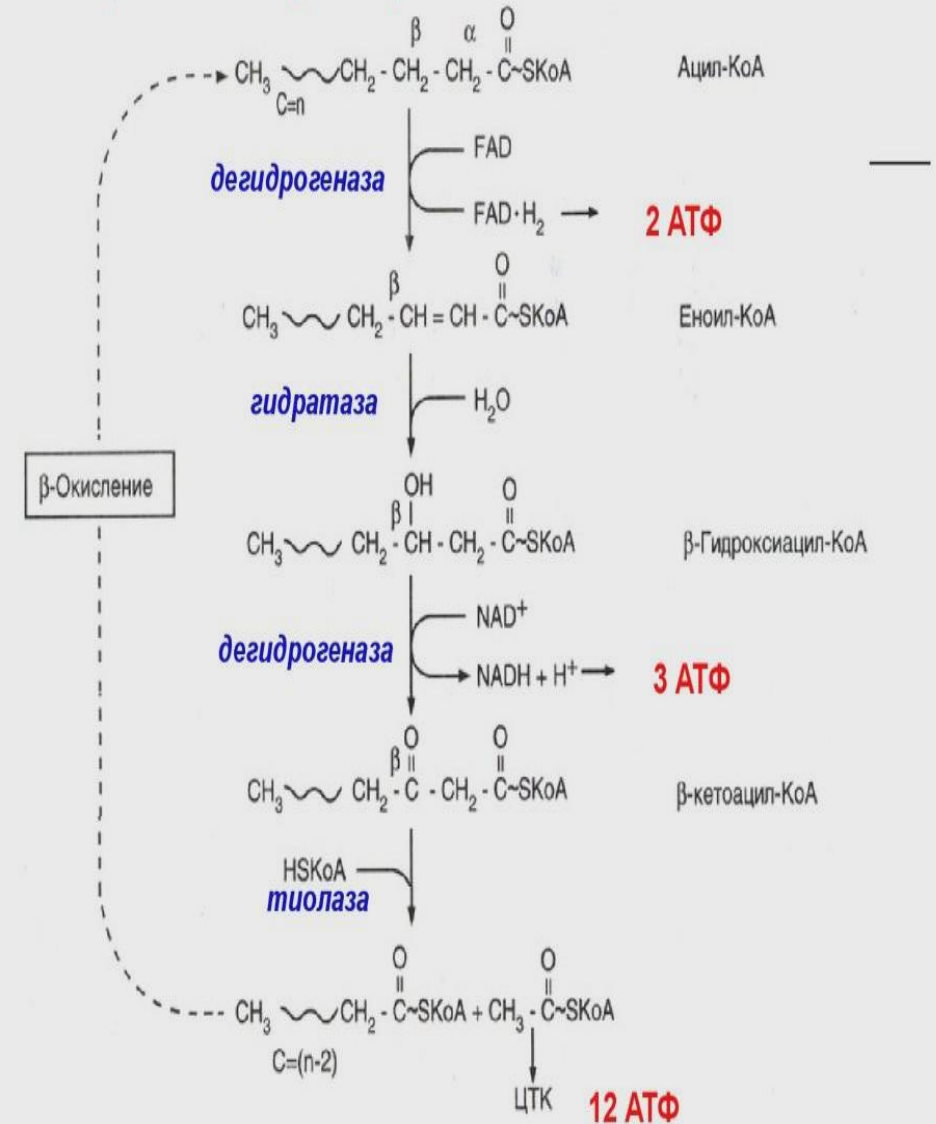 β α O
CH₃ CH₂ - CH₂ - CH₂ - C~SKoA Ацил-КоА
C=n
FAD
дегидрогеназа
FAD·H₂ 2 АТФ
β O
CH₃ CH₂ - CH = CH - C~SKoA Еноил-КоА
гидратаза H₂O
β-Окисление
OH O
β
CH₃ CH₂ - CH - CH₂ - C~SKoA β-Гидроксиацил-КоА
NAD⁺
дегидрогеназа
NADH + H⁺ 3 АТФ
O O
β
CH₃ CH₂ - C - CH₂ - C~SKoA β-кетоацил-КоА
HSKoA
тиолаза
O O
CH₃ CH₂ - C~SKoA + CH₃ - C~SKoA
C=(n-2)
ЦТК 12 АТФ